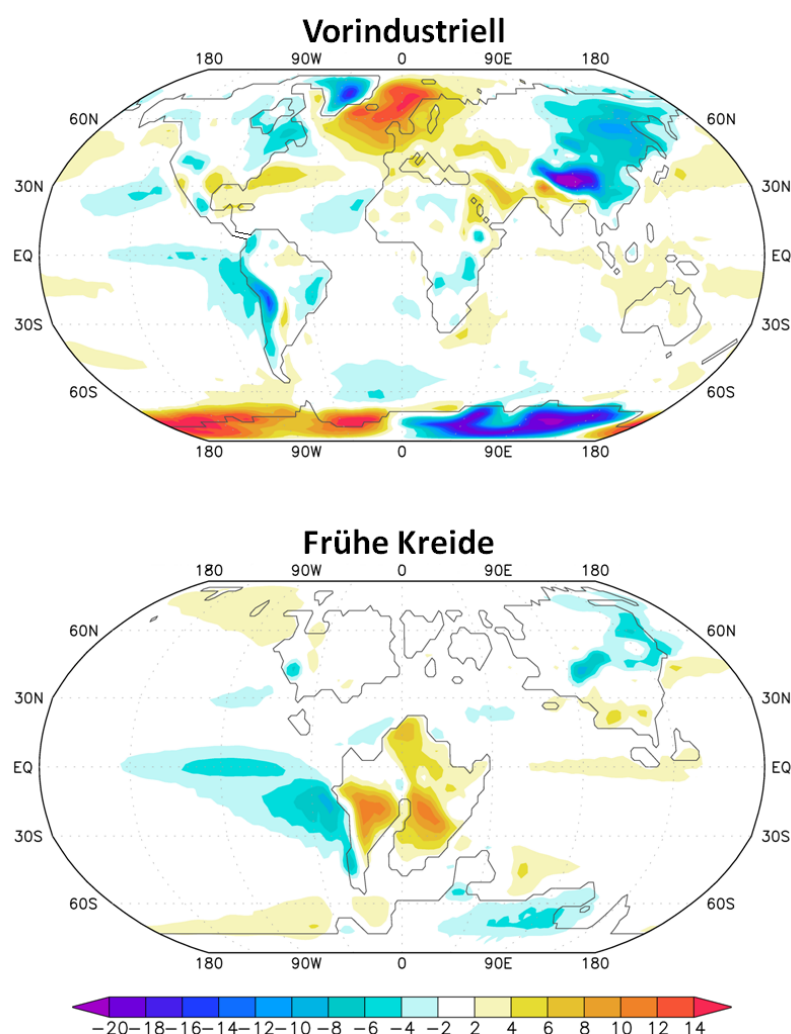 Vorindustriell
180 90W 0 90E 180
60N 60N
30N 30N
EQ EQ
30S 30S
60S 60S
180 90W 0 90E 180
Frühe Kreide
180 90W 0 90E 180
60N 60N
30N 30N
EQ EQ
30S 30S
60S 60S
180 90W 0 90E 180
−20 −18 −16 −14 −12 −10 −8 −6 −4 −2 2 4 6 8 10 12 14